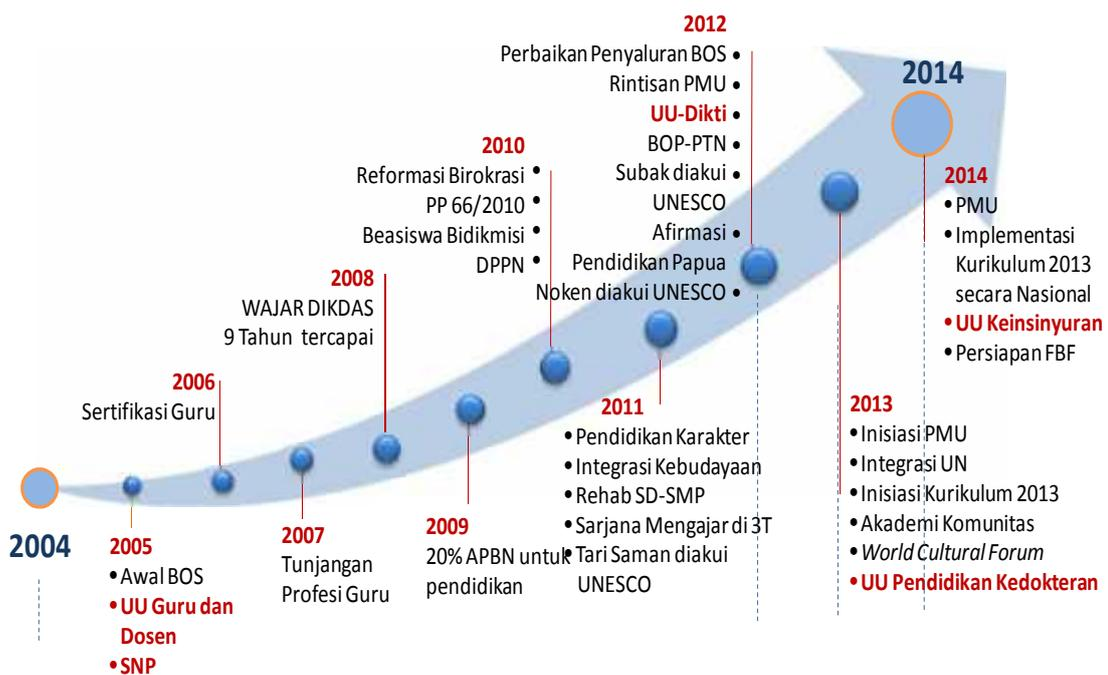 2004
2005
• Awal BOS
• UU Guru dan
Dosen
• SNP
2006
Sertifikasi Guru
2007
Tunjangan
Profesi Guru
2008
WAJAR DIKDAS
9 Tahun tercapai
2009
20% APBN untuk
pendidikan
2010
Reformasi Birokrasi •
PP 66/2010 •
Beasiswa Bidikmisi •
DPPN •
2011
• Pendidikan Karakter
• Integrasi Kebudayaan
• Rehab SD-SMP
• Sarjana Mengajar di 3T
• Tari Saman diakui
UNESCO
2012
Perbaikan Penyaluran BOS •
Rintisan PMU •
UU-Dikti •
BOP-PTN •
Subak diakui •
UNESCO
Afirmasi •
Pendidikan Papua
Noken diakui UNESCO •
2013
• Inisiasi PMU
• Integrasi UN
• Inisiasi Kurikulum 2013
• Akademi Komunitas
• World Cultural Forum
• UU Pendidikan Kedokteran
2014
2014
• PMU
• Implementasi
Kurikulum 2013
secara Nasional
• UU Keinsinyuran
• Persiapan FBF